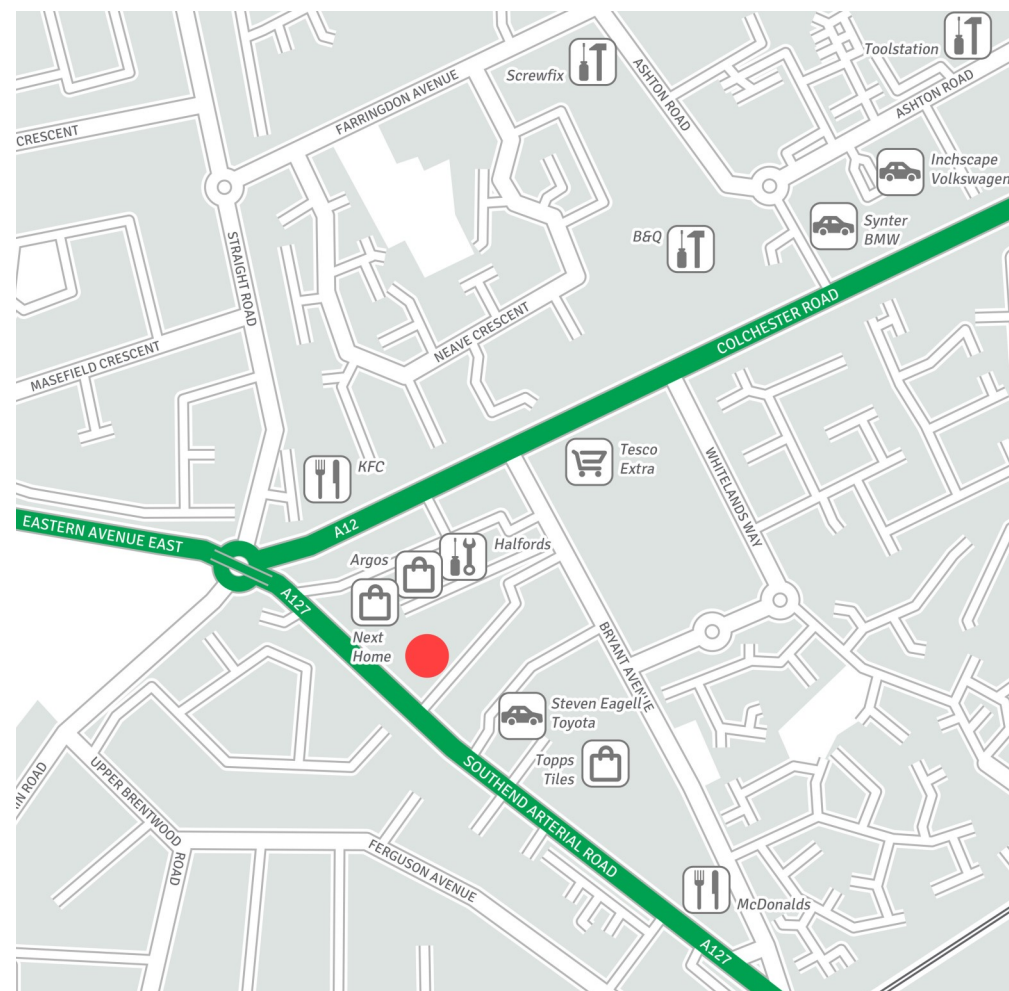 Toolstation
Screwfix
ASHTON ROAD
FARRINGDON AVENUE
ASHTON ROAD
CRESCENT
Inchscape
Volkswagen
Synter
BMW
B&Q
STRAIGHT ROAD
COLCHESTER ROAD
NEAVE CRESCENT
MASEFIELD CRESCENT
Tesco
Extra
KFC
WHITELANDS WAY
A12
EASTERN AVENUE EAST
Halfords
Argos
A127
Next
Home
BRYANT AVENUE
Steven Eagell
Toyota
Topps
Tiles
SOUTHEND ARTERIAL ROAD
UPPER BRENTWOOD
ROAD
IN ROAD
FERGUSON AVENUE
McDonalds
A127